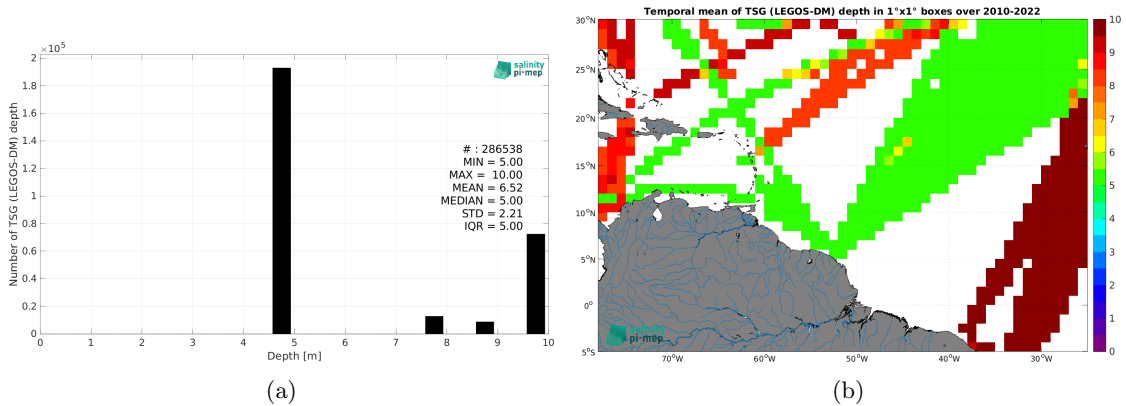 ×10⁵
2
1.8
1.6
1.4
1.2
1
0.8
0.6
0.4
0.2
0
Number of TSG (LEGOS-DM) depth
salinity
pi-mep
# : 286538
MIN = 5.00
MAX = 10.00
MEAN = 6.52
MEDIAN = 5.00
STD = 2.21
IQR = 5.00
0 1 2 3 4 5 6 7 8 9 10
Depth [m]
(a)
Temporal mean of TSG (LEGOS-DM) depth in 1°x1° boxes over 2010-2022
30°N
25°N
20°N
15°N
10°N
5°N
0°
5°S
salinity
pi-mep
70°W 60°W 50°W 40°W 30°W
10
9
8
7
6
5
4
3
2
1
0
(b)